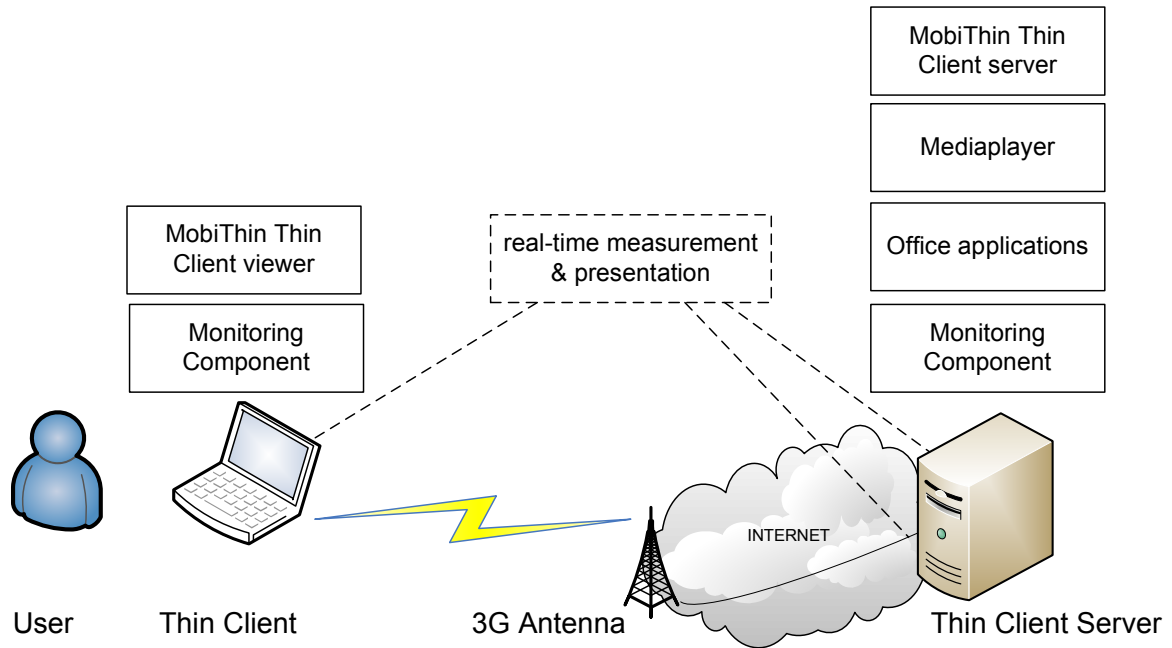 MobiThin Thin
Client server
Mediaplayer
Office applications
Monitoring
Component
MobiThin Thin
Client viewer
Monitoring
Component
real-time measurement
& presentation
INTERNET
User
Thin Client
3G Antenna
Thin Client Server